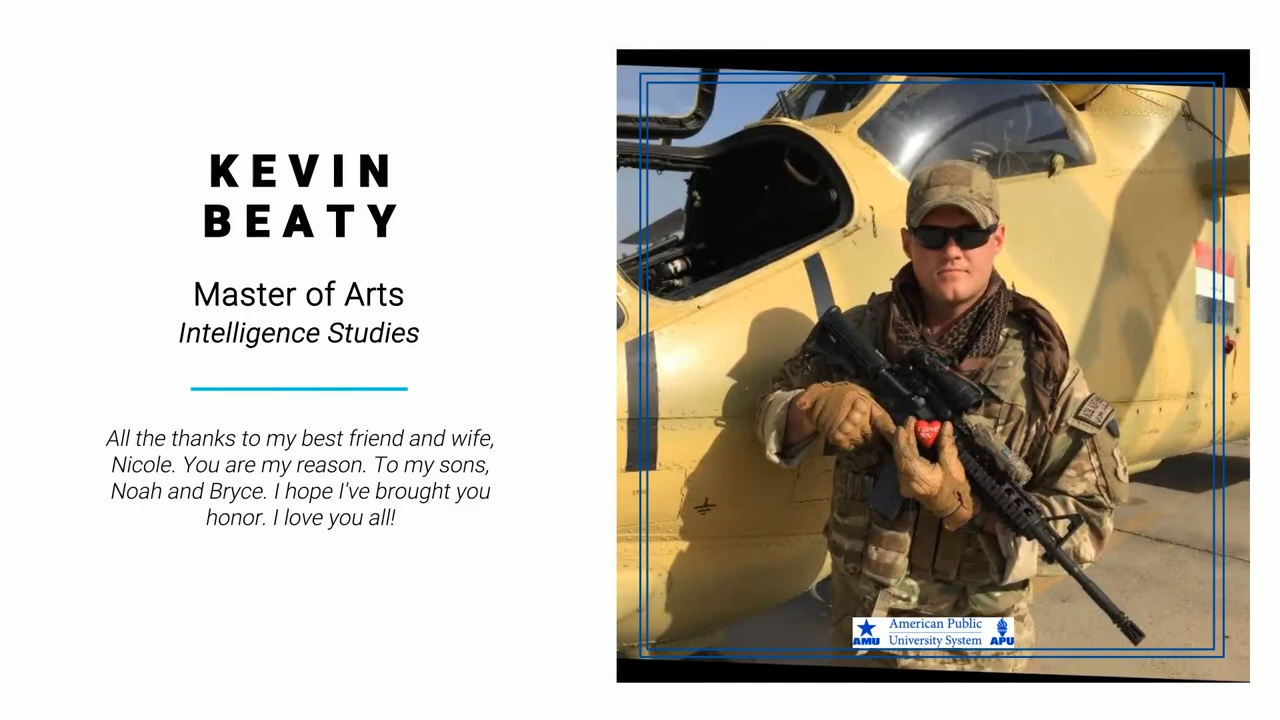 KEVIN
BEATY
Master of Arts
Intelligence Studies
All the thanks to my best friend and wife,
Nicole. You are my reason. To my sons,
Noah and Bryce. I hope I've brought you
honor. I love you all!
I LOVE
YOU
AMU
American Public
University System
APU